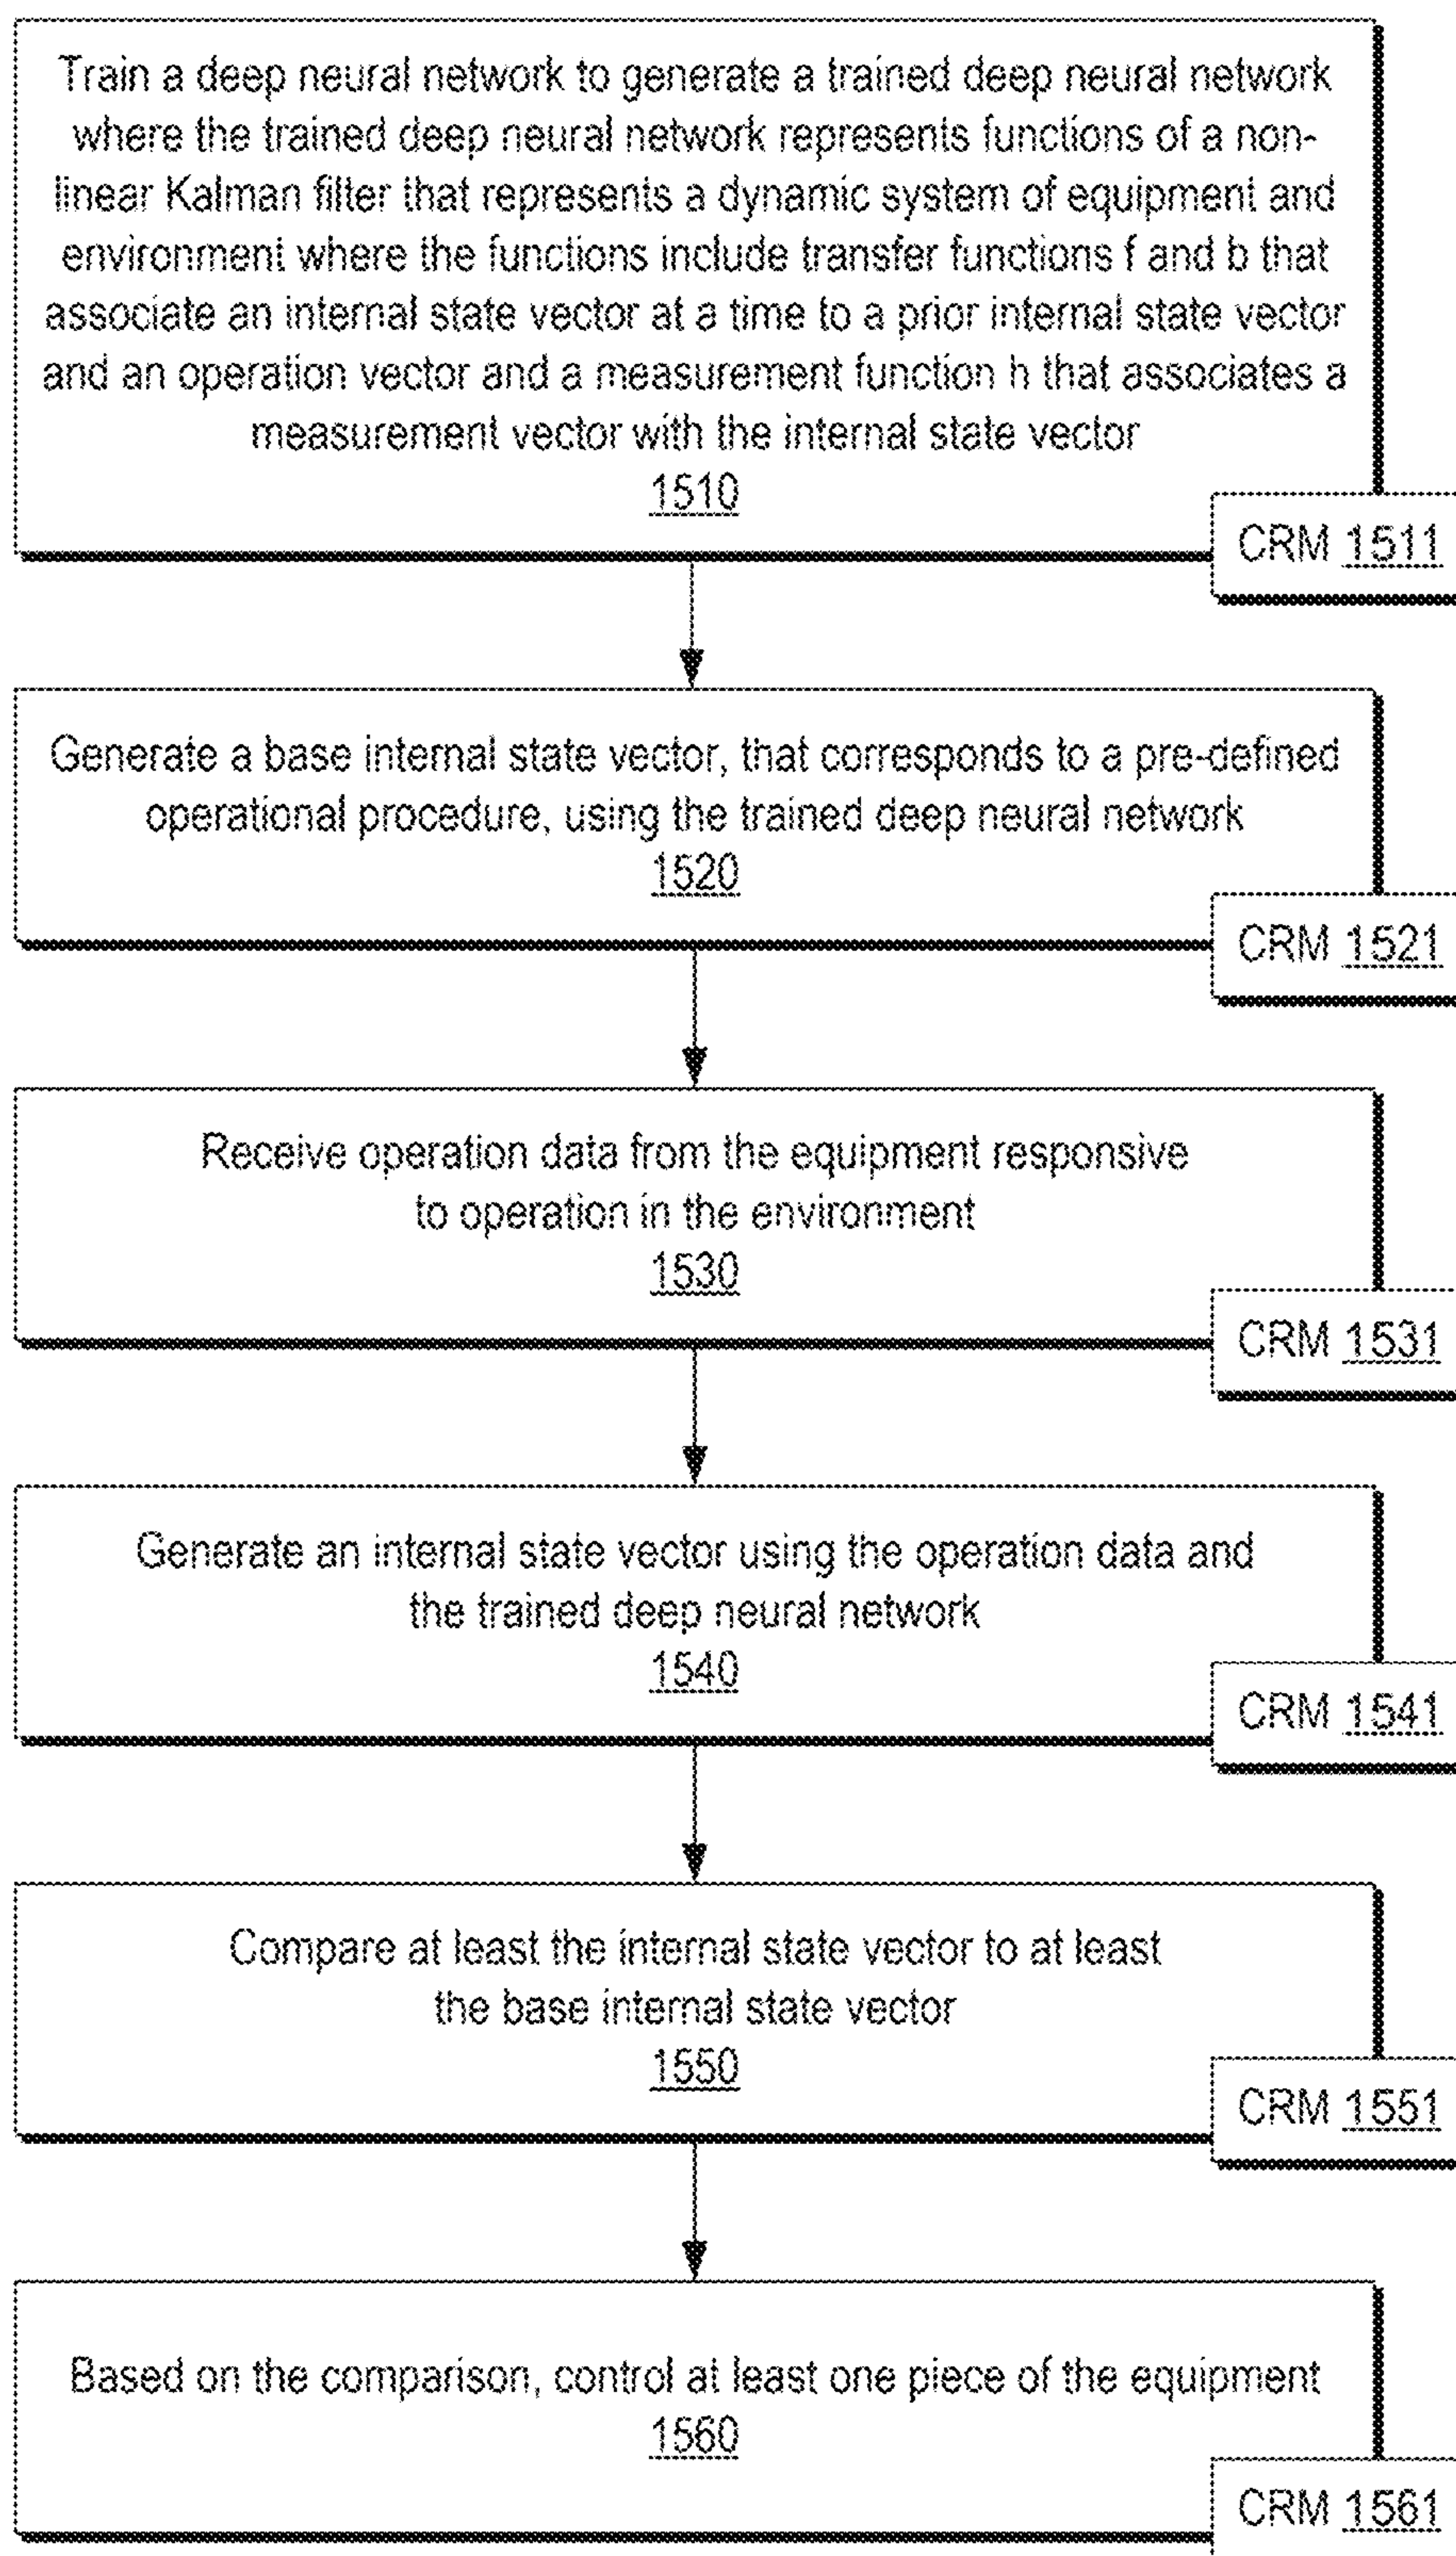 Train a deep neural network to generate a trained deep neural network
where the trained deep neural network represents functions of a non-
linear Kalman filter that represents a dynamic system of equipment and
environment where the functions include transfer functions f and b that
associate an internal state vector at a time to a prior internal state vector
and an operation vector and a measurement function h that associates a
measurement vector with the internal state vector
1510
CRM 1511
Generate a base internal state vector, that corresponds to a pre-defined
operational procedure, using the trained deep neural network
1520
CRM 1521
Receive operation data from the equipment responsive
to operation in the environment
1530
CRM 1531
Generate an internal state vector using the operation data and
the trained deep neural network
1540
CRM 1541
Compare at least the internal state vector to at least
the base internal state vector
1550
CRM 1551
Based on the comparison, control at least one piece of the equipment
1560
CRM 1561